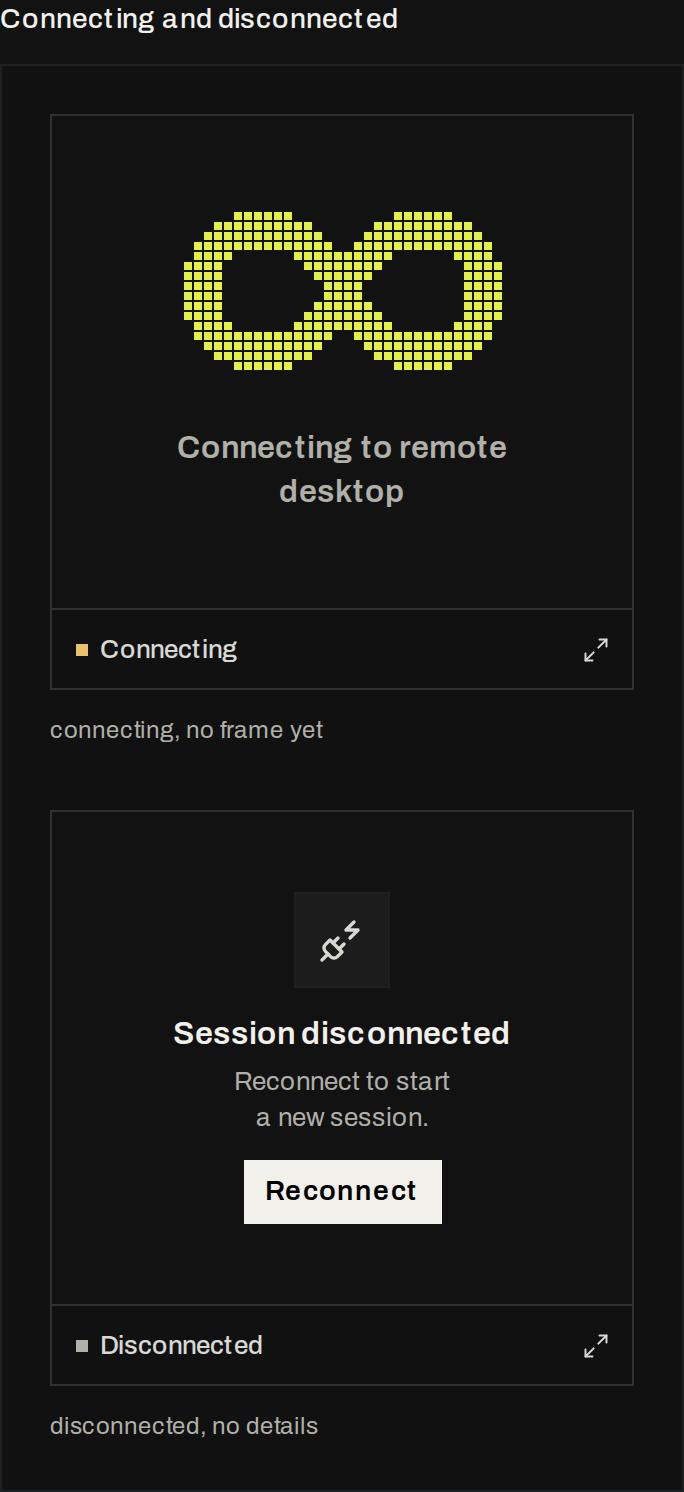 Connecting and disconnected
Connecting to remote
desktop
Connecting
connecting, no frame yet
Session disconnected
Reconnect to start
a new session.
Reconnect
Disconnected
disconnected, no details